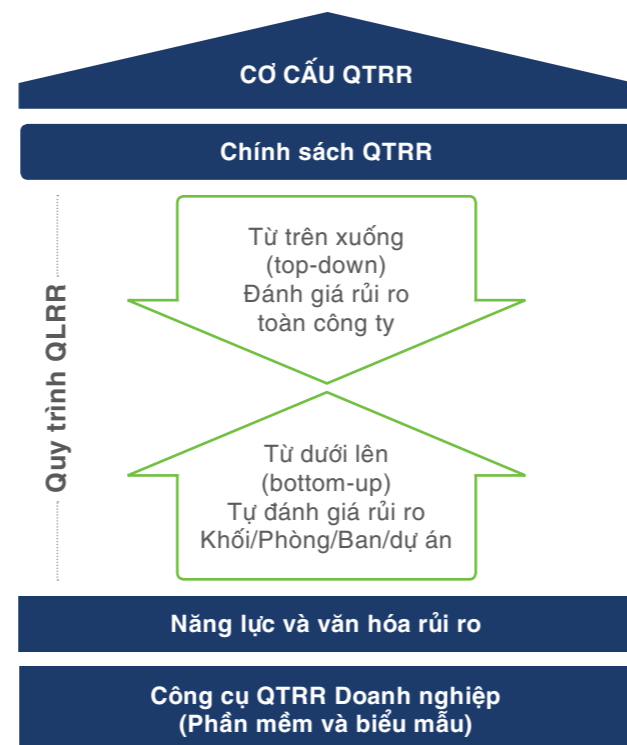 CƠ CẤU QTRR
Chính sách QTRR
Từ trên xuống
(top-down)
Đánh giá rủi ro
toàn công ty
Quy trình QLRR
Từ dưới lên
(bottom-up)
Tự đánh giá rủi ro
Khối/Phòng/Ban/dự án
Năng lực và văn hóa rủi ro
Công cụ QTRR Doanh nghiệp
(Phần mềm và biểu mẫu)